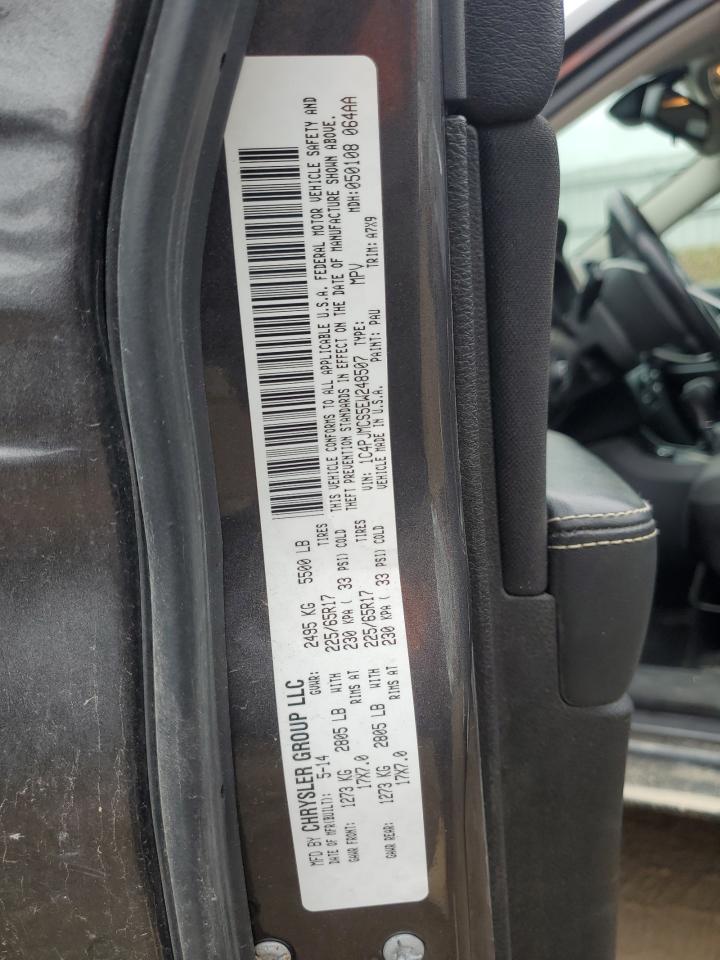 MFD BY CHRYSLER GROUP LLC
DATE OF MFR(BUILT): 5-14 GVWR: 2495 KG 5500 LB
GAWR FRONT: 1273 KG 2805 LB WITH 225/65R17 TIRES
17X7.0 RIMS AT 230 KPA ( 33 PSI) COLD
GAWR REAR: 1273 KG 2805 LB WITH 225/65R17 TIRES
17X7.0 RIMS AT 230 KPA ( 33 PSI) COLD
THIS VEHICLE CONFORMS TO ALL APPLICABLE U.S.A. FEDERAL MOTOR VEHICLE SAFETY AND
THEFT PREVENTION STANDARDS IN EFFECT ON THE DATE OF MANUFACTURE SHOWN ABOVE.
VIN: 1C4PJMCS5EW248507 TYPE: MPV MDH:050108 064AA
VEHICLE MADE IN U.S.A. PAINT: PAU TRIM: A7X9